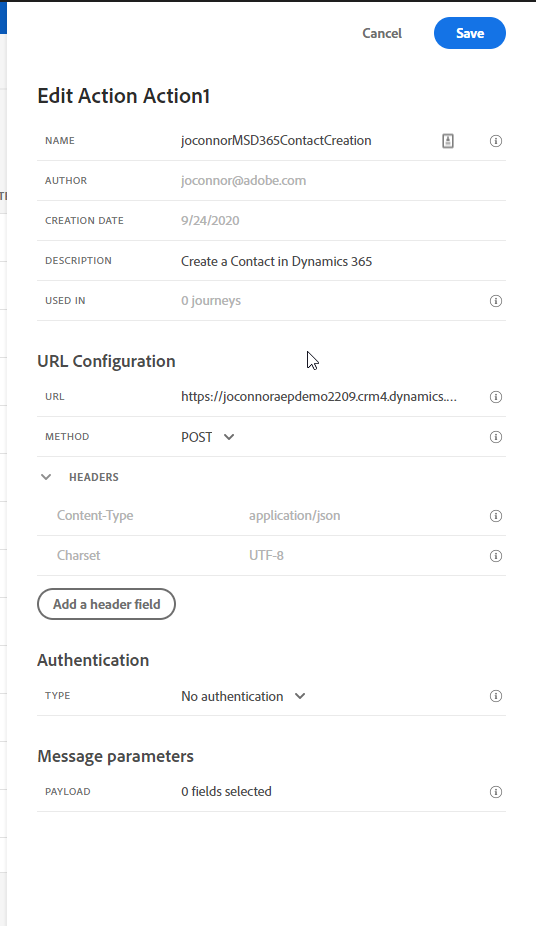 Cancel Save
Edit Action Action1
NAME joconnorMSD365ContactCreation
AUTHOR joconnor@adobe.com
CREATION DATE 9/24/2020
DESCRIPTION Create a Contact in Dynamics 365
USED IN 0 journeys
URL Configuration
URL https://joconnoraepdemo2209.crm4.dynamics....
METHOD POST
HEADERS
Content-Type application/json
Charset UTF-8
Add a header field
Authentication
TYPE No authentication
Message parameters
PAYLOAD 0 fields selected